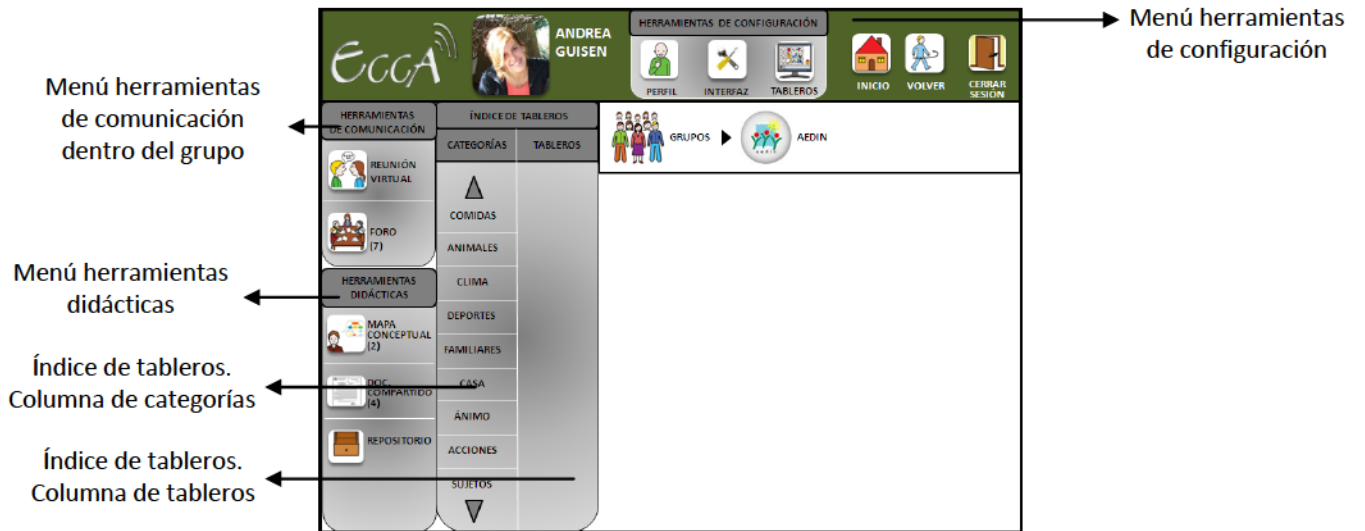 Menú herramientas
de configuración
Menú herramientas
de comunicación
dentro del grupo
Menú herramientas
didácticas
Índice de tableros.
Columna de categorías
Índice de tableros.
Columna de tableros
ECCA
ANDREA
GUISEN
HERRAMIENTAS DE CONFIGURACIÓN
PERFIL
INTERFAZ
TABLEROS
INICIO
VOLVER
CERRAR
SESIÓN
HERRAMIENTAS
DE COMUNICACIÓN
REUNIÓN
VIRTUAL
FORO
(7)
HERRAMIENTAS
DIDÁCTICAS
MAPA
CONCEPTUAL
(2)
DOC.
COMPARTIDO
(4)
REPOSITORIO
ÍNDICE DE TABLEROS
CATEGORÍAS
TABLEROS
COMIDAS
ANIMALES
CLIMA
DEPORTES
FAMILIARES
CASA
ÁNIMO
ACCIONES
SUJETOS
GRUPOS
AEDIN
aedin